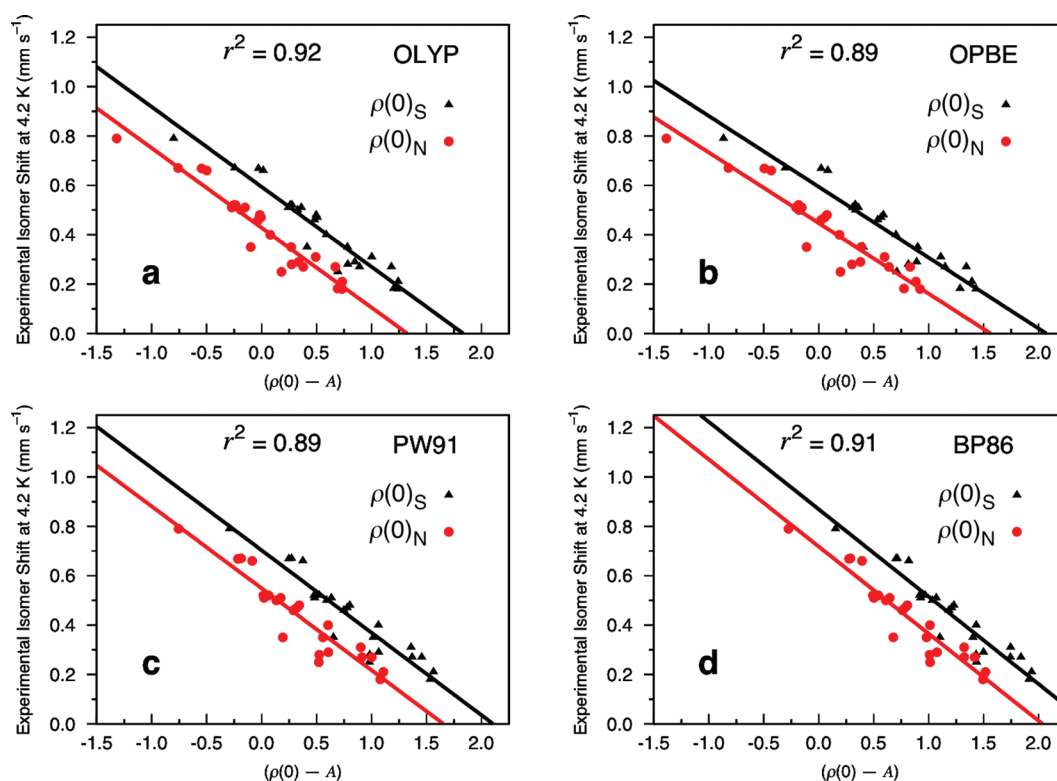 Experimental Isomer Shift at 4.2 K (mm s⁻¹)
1.2
1.0
0.8
0.6
0.4
0.2
0.0
r² = 0.92 OLYP
ρ(0)S
ρ(0)N
a
-1.5 -1.0 -0.5 0.0 0.5 1.0 1.5 2.0
(ρ(0) — A)
Experimental Isomer Shift at 4.2 K (mm s⁻¹)
1.2
1.0
0.8
0.6
0.4
0.2
0.0
r² = 0.89 OPBE
ρ(0)S
ρ(0)N
b
-1.5 -1.0 -0.5 0.0 0.5 1.0 1.5 2.0
(ρ(0) — A)
Experimental Isomer Shift at 4.2 K (mm s⁻¹)
1.2
1.0
0.8
0.6
0.4
0.2
0.0
r² = 0.89 PW91
ρ(0)S
ρ(0)N
c
-1.5 -1.0 -0.5 0.0 0.5 1.0 1.5 2.0
(ρ(0) — A)
Experimental Isomer Shift at 4.2 K (mm s⁻¹)
1.2
1.0
0.8
0.6
0.4
0.2
0.0
r² = 0.91 BP86
ρ(0)S
ρ(0)N
d
-1.5 -1.0 -0.5 0.0 0.5 1.0 1.5 2.0
(ρ(0) — A)